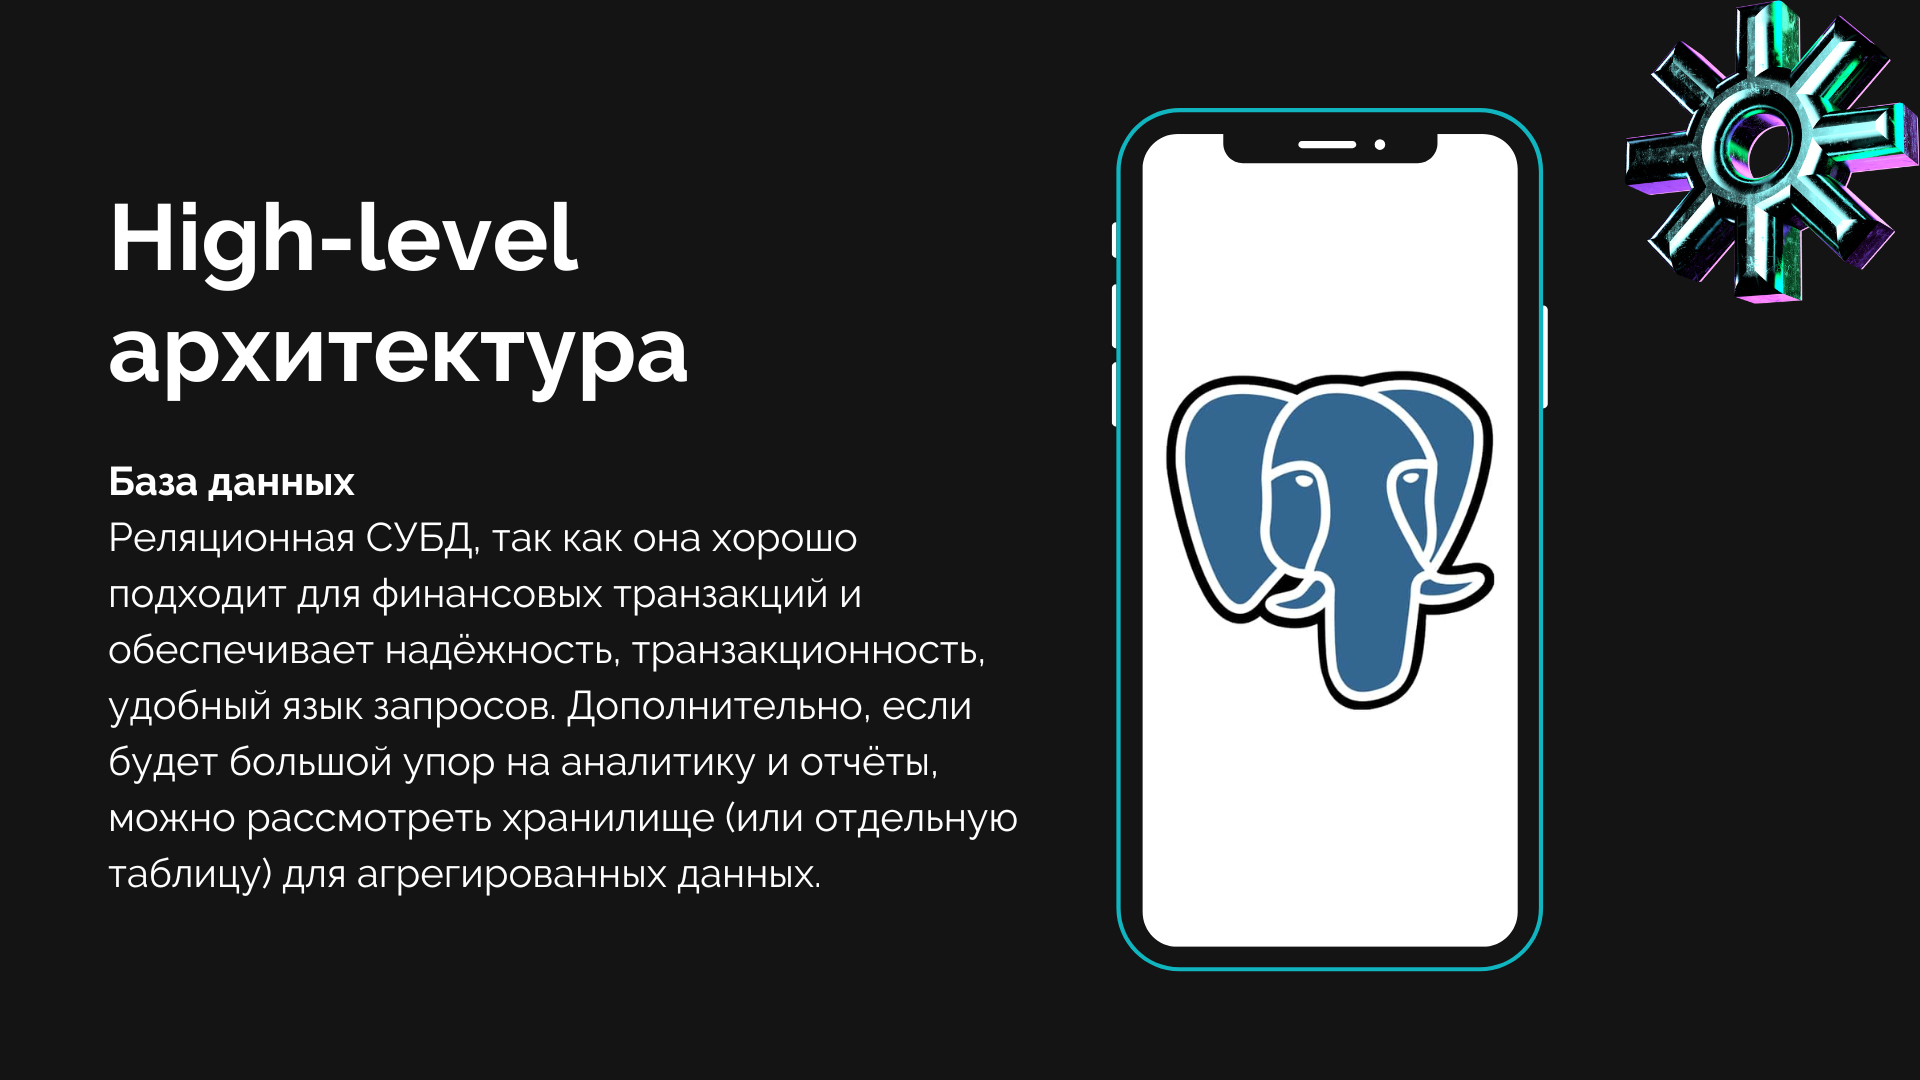 High-level
архитектура
База данных
Реляционная СУБД, так как она хорошо
подходит для финансовых транзакций и
обеспечивает надёжность, транзакционность,
удобный язык запросов. Дополнительно, если
будет большой упор на аналитику и отчёты,
можно рассмотреть хранилище (или отдельную
таблицу) для агрегированных данных.